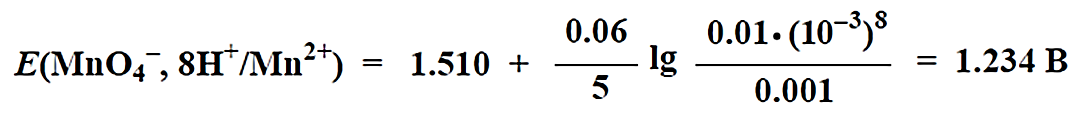 E(MnO₄⁻, 8H⁺/Mn²⁺) = 1.510 + 0.06/5 lg 0.01·(10⁻³)⁸/0.001 = 1.234 В